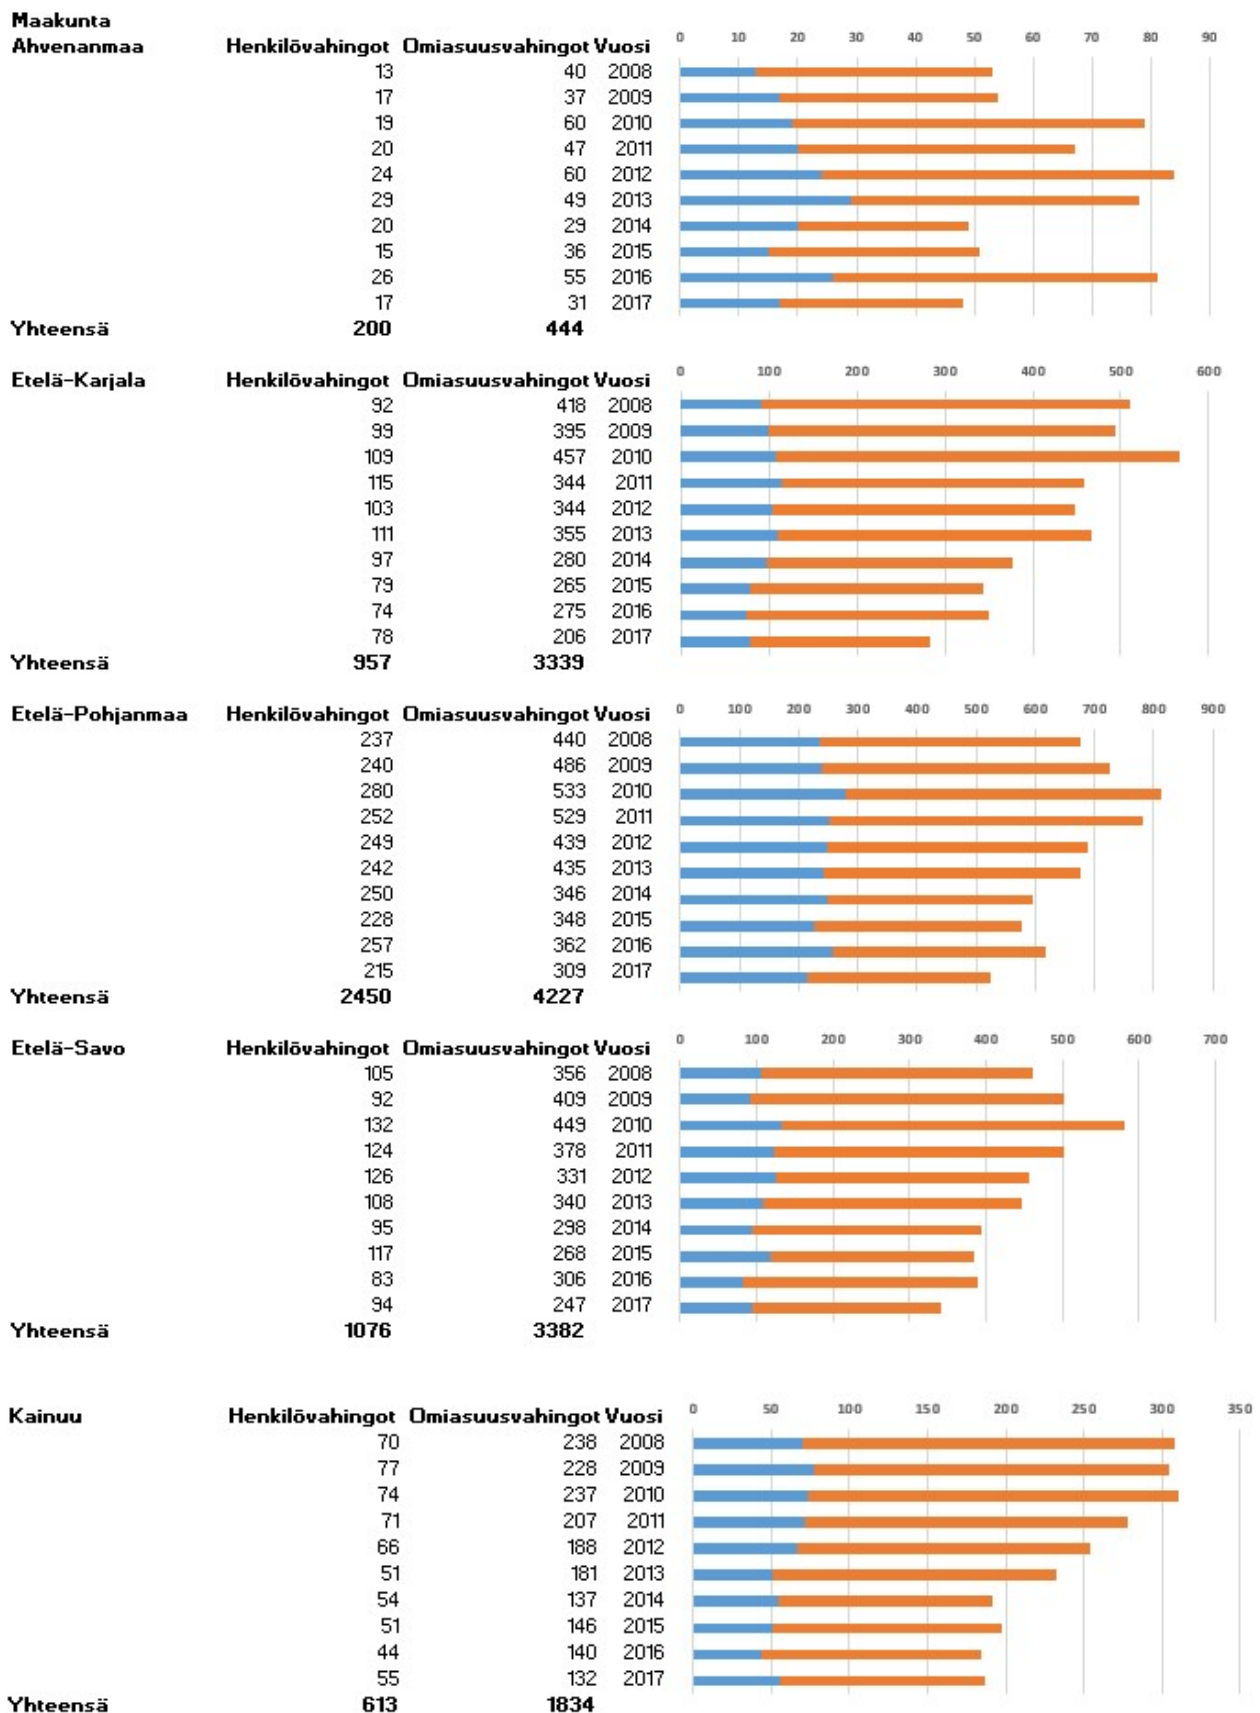 Maakunta
Ahvenanmaa Henkilövahingot Omiasuusvahingot Vuosi 0 10 20 30 40 50 60 70 80 90
13 40 2008
17 37 2009
19 60 2010
20 47 2011
24 60 2012
29 49 2013
20 29 2014
15 36 2015
26 55 2016
17 31 2017
Yhteensä 200 444
Etelä-Karjala Henkilövahingot Omiasuusvahingot Vuosi 0 100 200 300 400 500 600
92 418 2008
99 395 2009
109 457 2010
115 344 2011
103 344 2012
111 355 2013
97 280 2014
79 265 2015
74 275 2016
78 206 2017
Yhteensä 957 3339
Etelä-Pohjanmaa Henkilövahingot Omiasuusvahingot Vuosi 0 100 200 300 400 500 600 700 800 900
237 440 2008
240 486 2009
280 533 2010
252 529 2011
249 439 2012
242 435 2013
250 346 2014
228 348 2015
257 362 2016
215 309 2017
Yhteensä 2450 4227
Etelä-Savo Henkilövahingot Omiasuusvahingot Vuosi 0 100 200 300 400 500 600 700
105 356 2008
92 409 2009
132 449 2010
124 378 2011
126 331 2012
108 340 2013
95 298 2014
117 268 2015
83 306 2016
94 247 2017
Yhteensä 1076 3382
Kainuu Henkilövahingot Omiasuusvahingot Vuosi 0 50 100 150 200 250 300 350
70 238 2008
77 228 2009
74 237 2010
71 207 2011
66 188 2012
51 181 2013
54 137 2014
51 146 2015
44 140 2016
55 132 2017
Yhteensä 613 1834